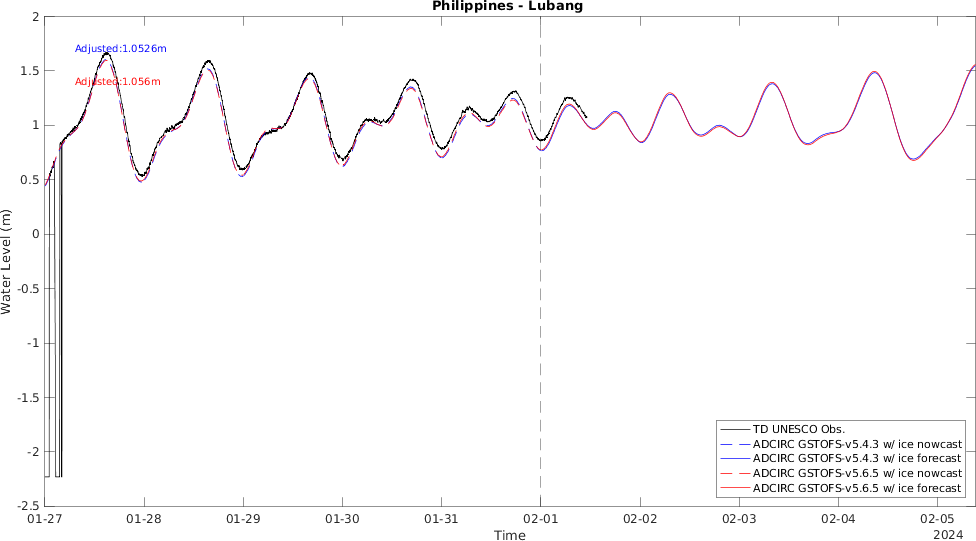 Philippines - Lubang
Adjusted:1.0526m
Adjusted:1.056m
2
1.5
1
0.5
0
-0.5
-1
-1.5
-2
-2.5
Water Level (m)
01-27
01-28
01-29
01-30
01-31
02-01
02-02
02-03
02-04
02-05
Time
2024
TD UNESCO Obs.
ADCIRC GSTOFS-v5.4.3 w/ ice nowcast
ADCIRC GSTOFS-v5.4.3 w/ ice forecast
ADCIRC GSTOFS-v5.6.5 w/ ice nowcast
ADCIRC GSTOFS-v5.6.5 w/ ice forecast